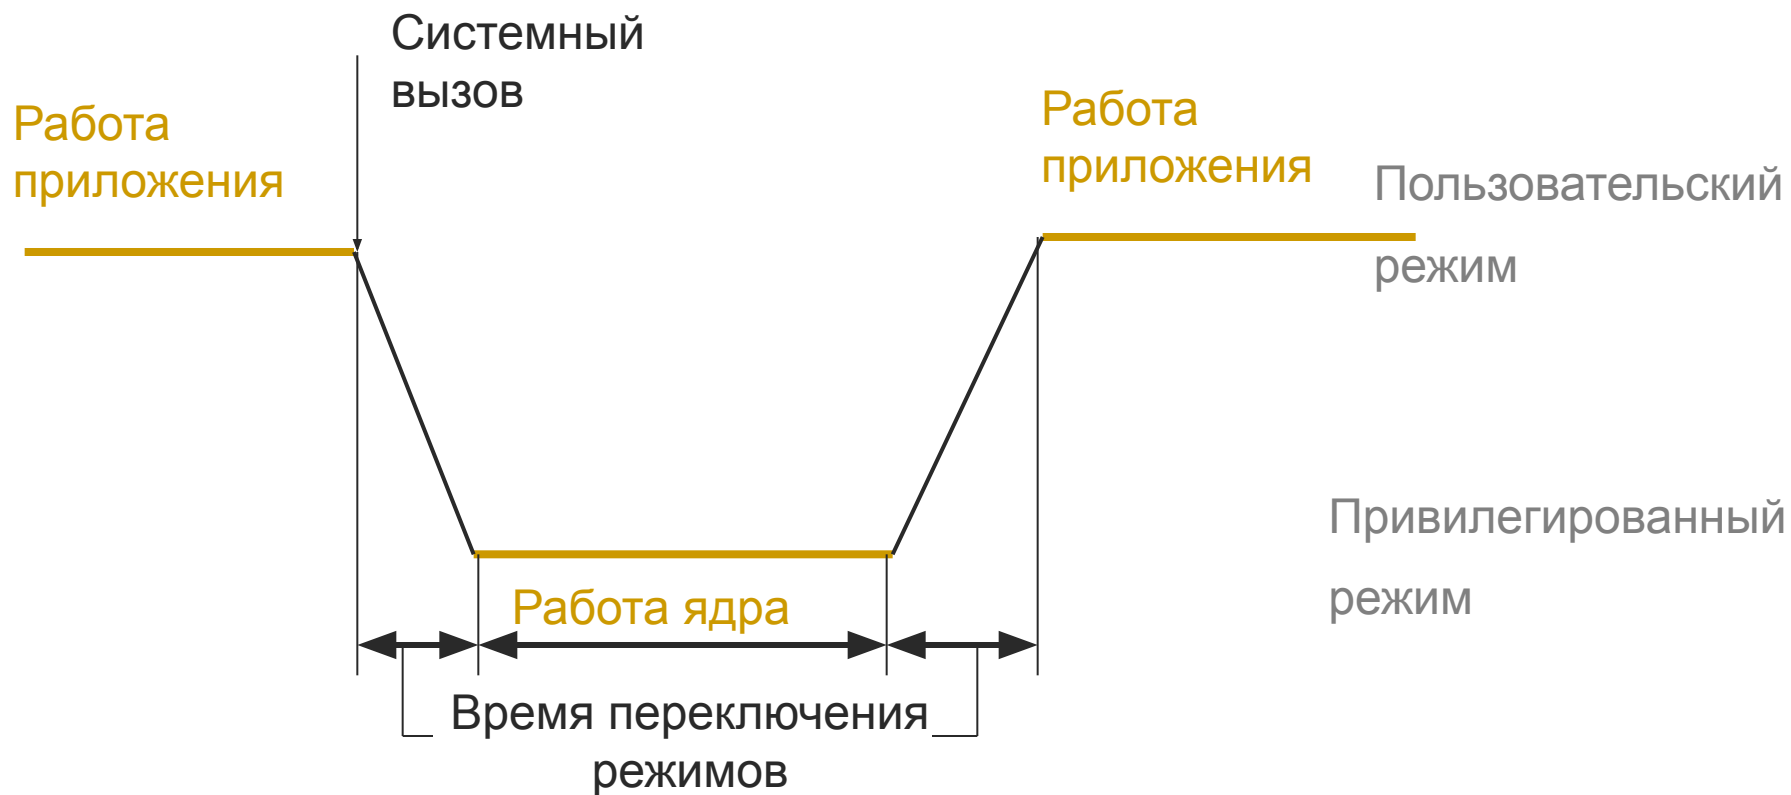 Системный
вызов
Работа
приложения
Работа
приложения
Пользовательский
режим
Привилегированный
режим
Работа ядра
Время переключения
режимов